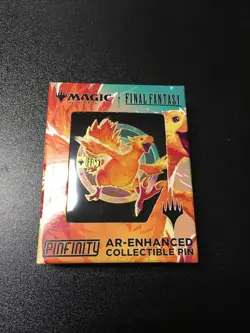 MAGIC FINAL FANTASY
PINFINITY AR-ENHANCED
COLLECTIBLE PIN